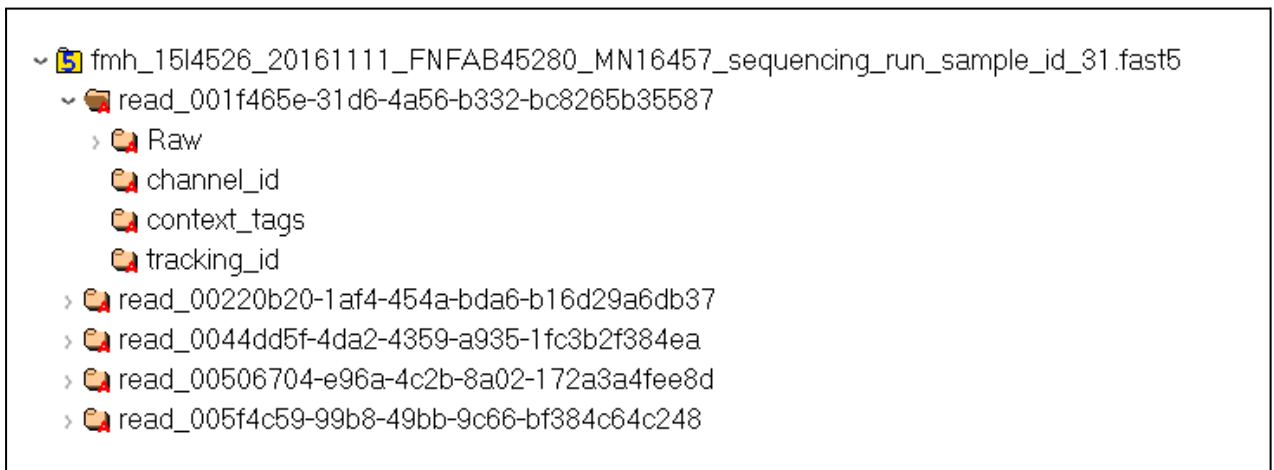 fmh_15l4526_20161111_FNFAB45280_MN16457_sequencing_run_sample_id_31.fast5
read_001f465e-31d6-4a56-b332-bc8265b35587
Raw
channel_id
context_tags
tracking_id
read_00220b20-1af4-454a-bda6-b16d29a6db37
read_0044dd5f-4da2-4359-a935-1fc3b2f384ea
read_00506704-e96a-4c2b-8a02-172a3a4fee8d
read_005f4c59-99b8-49bb-9c66-bf384c64c248